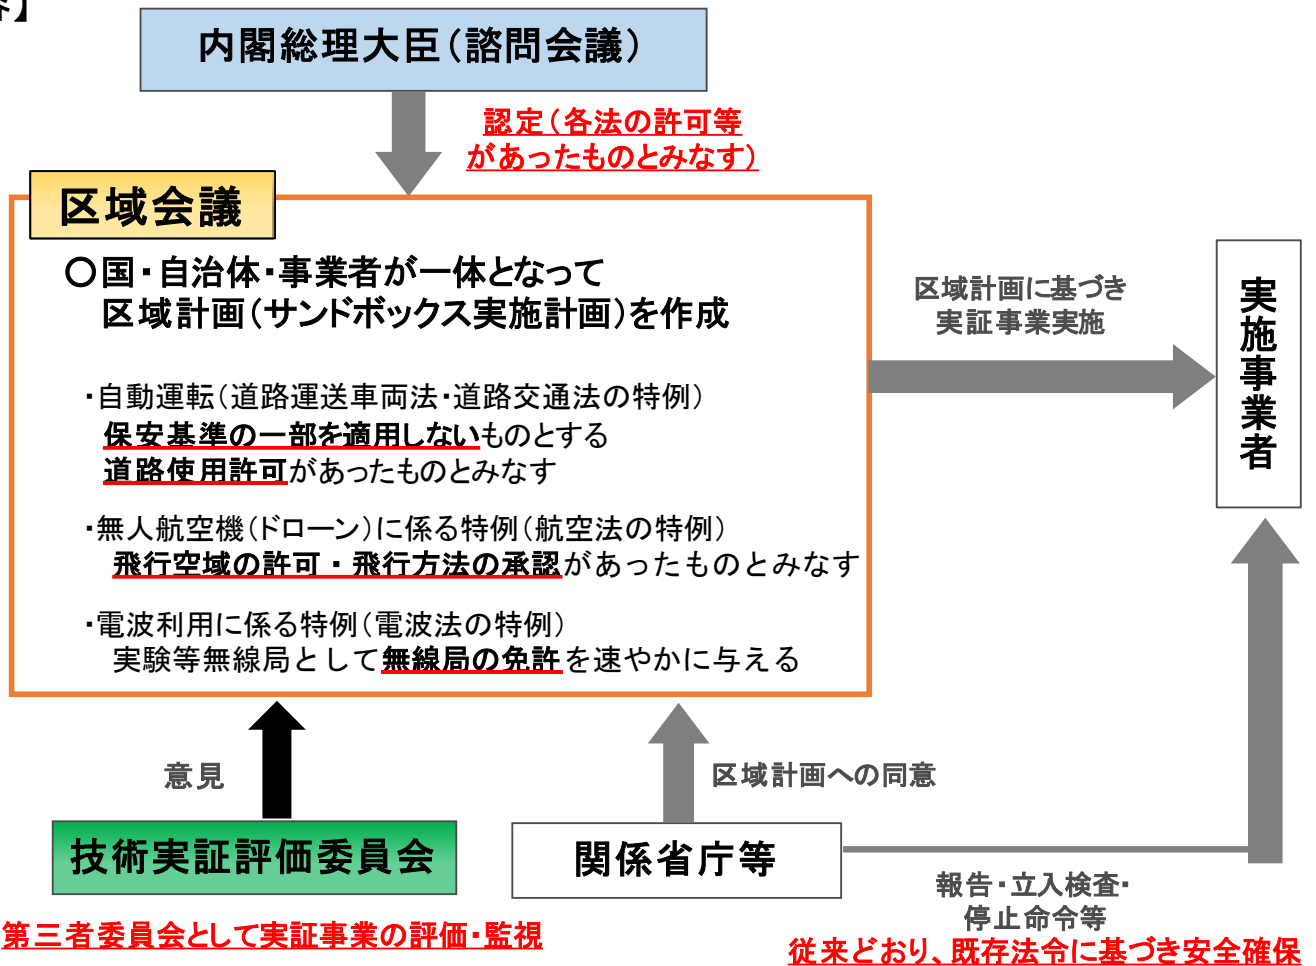 】
内閣総理大臣（諮問会議）
認定（各法の許可等
があったものとみなす）
区域会議
〇国・自治体・事業者が一体となって
区域計画（サンドボックス実施計画）を作成
・自動運転（道路運送車両法・道路交通法の特例）
保安基準の一部を適用しないものとする
道路使用許可があったものとみなす
・無人航空機（ドローン）に係る特例（航空法の特例）
飛行空域の許可・飛行方法の承認があったものとみなす
・電波利用に係る特例（電波法の特例）
実験等無線局として無線局の免許を速やかに与える
区域計画に基づき
実証事業実施
実施事業者
意見
区域計画への同意
技術実証評価委員会
関係省庁等
第三者委員会として実証事業の評価・監視
報告・立入検査・
停止命令等
従来どおり、既存法令に基づき安全確保